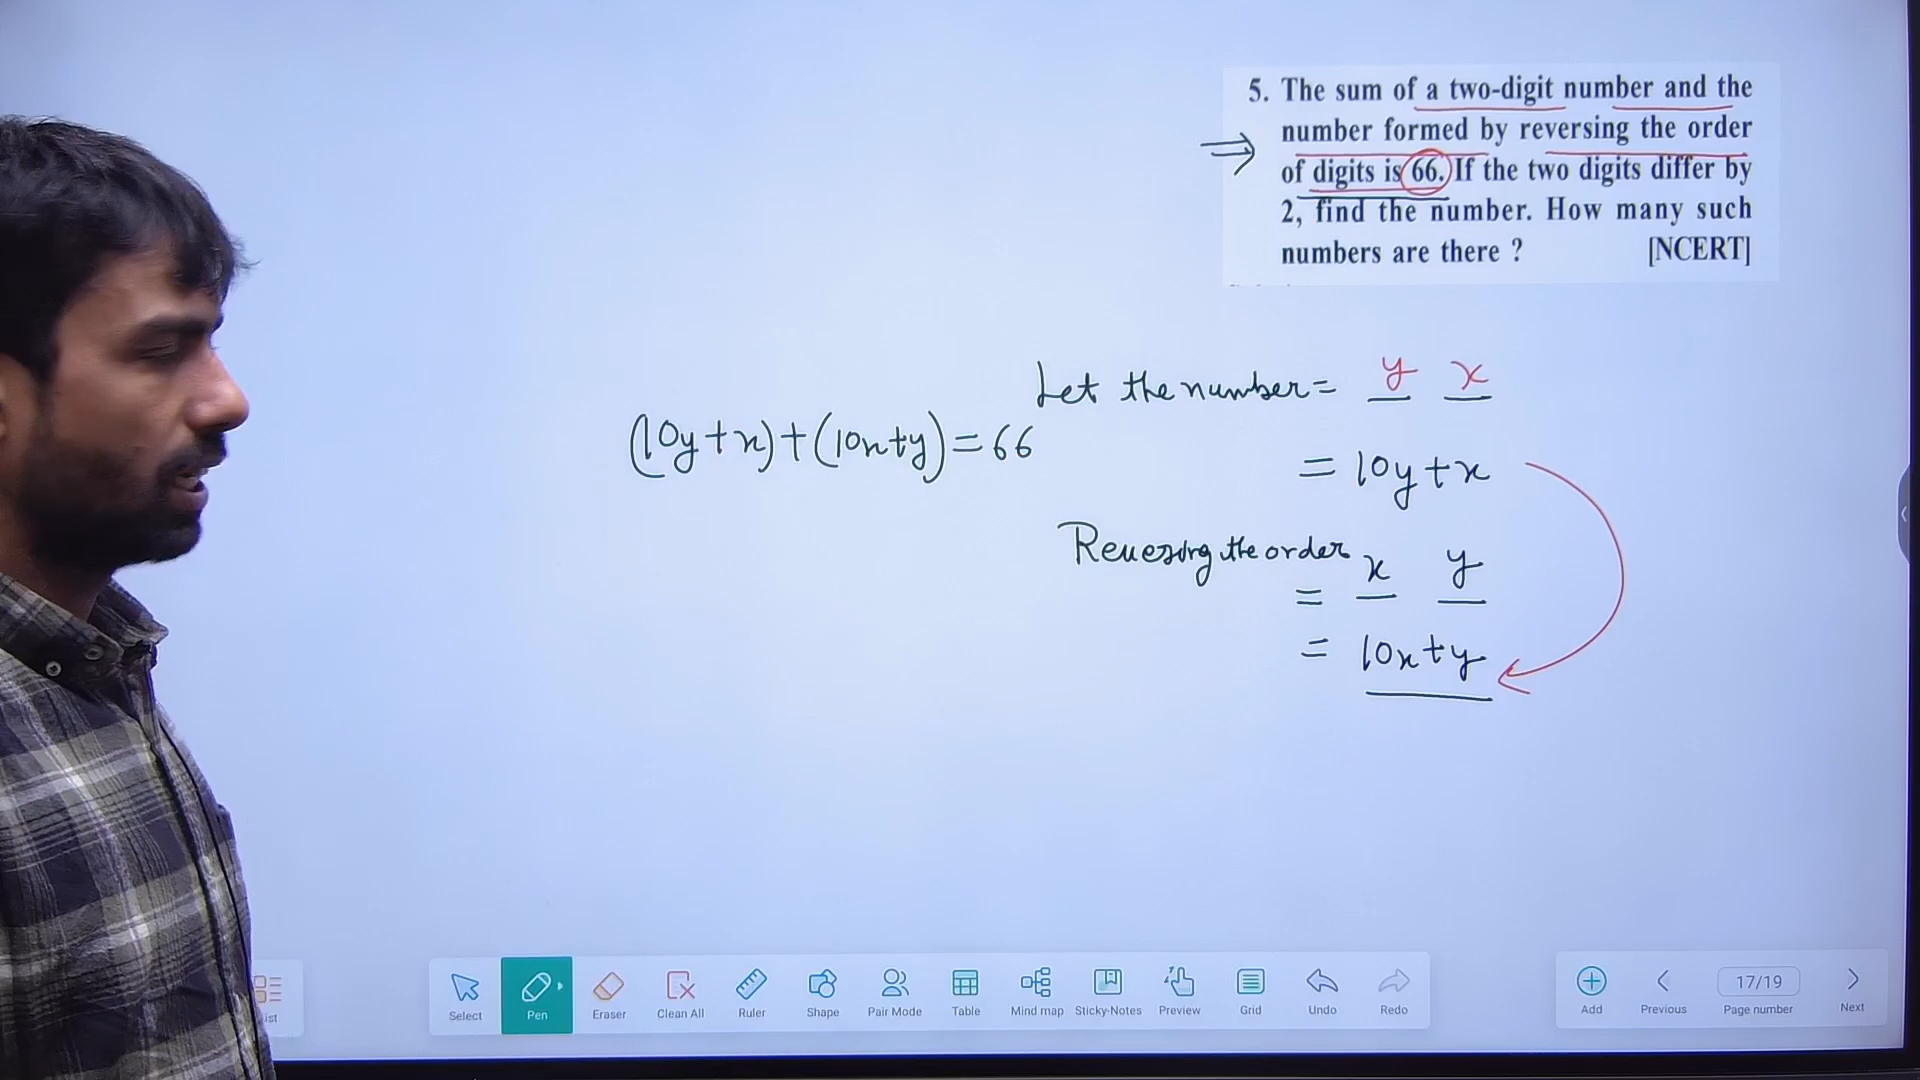 5. The sum of a two-digit number and the
number formed by reversing the order
of digits is 66. If the two digits differ by
2, find the number. How many such
numbers are there ? [NCERT]
Let the number = y x
(10y+x)+(10x+y)=66
= 10y+x
Reversing the order
= x y
= 10x+y
Select Pen Eraser Clean All Ruler Shape Pair Mode Table Mind map Sticky-Notes Preview Grid Undo Redo
Add Previous 17/19 Page number Next